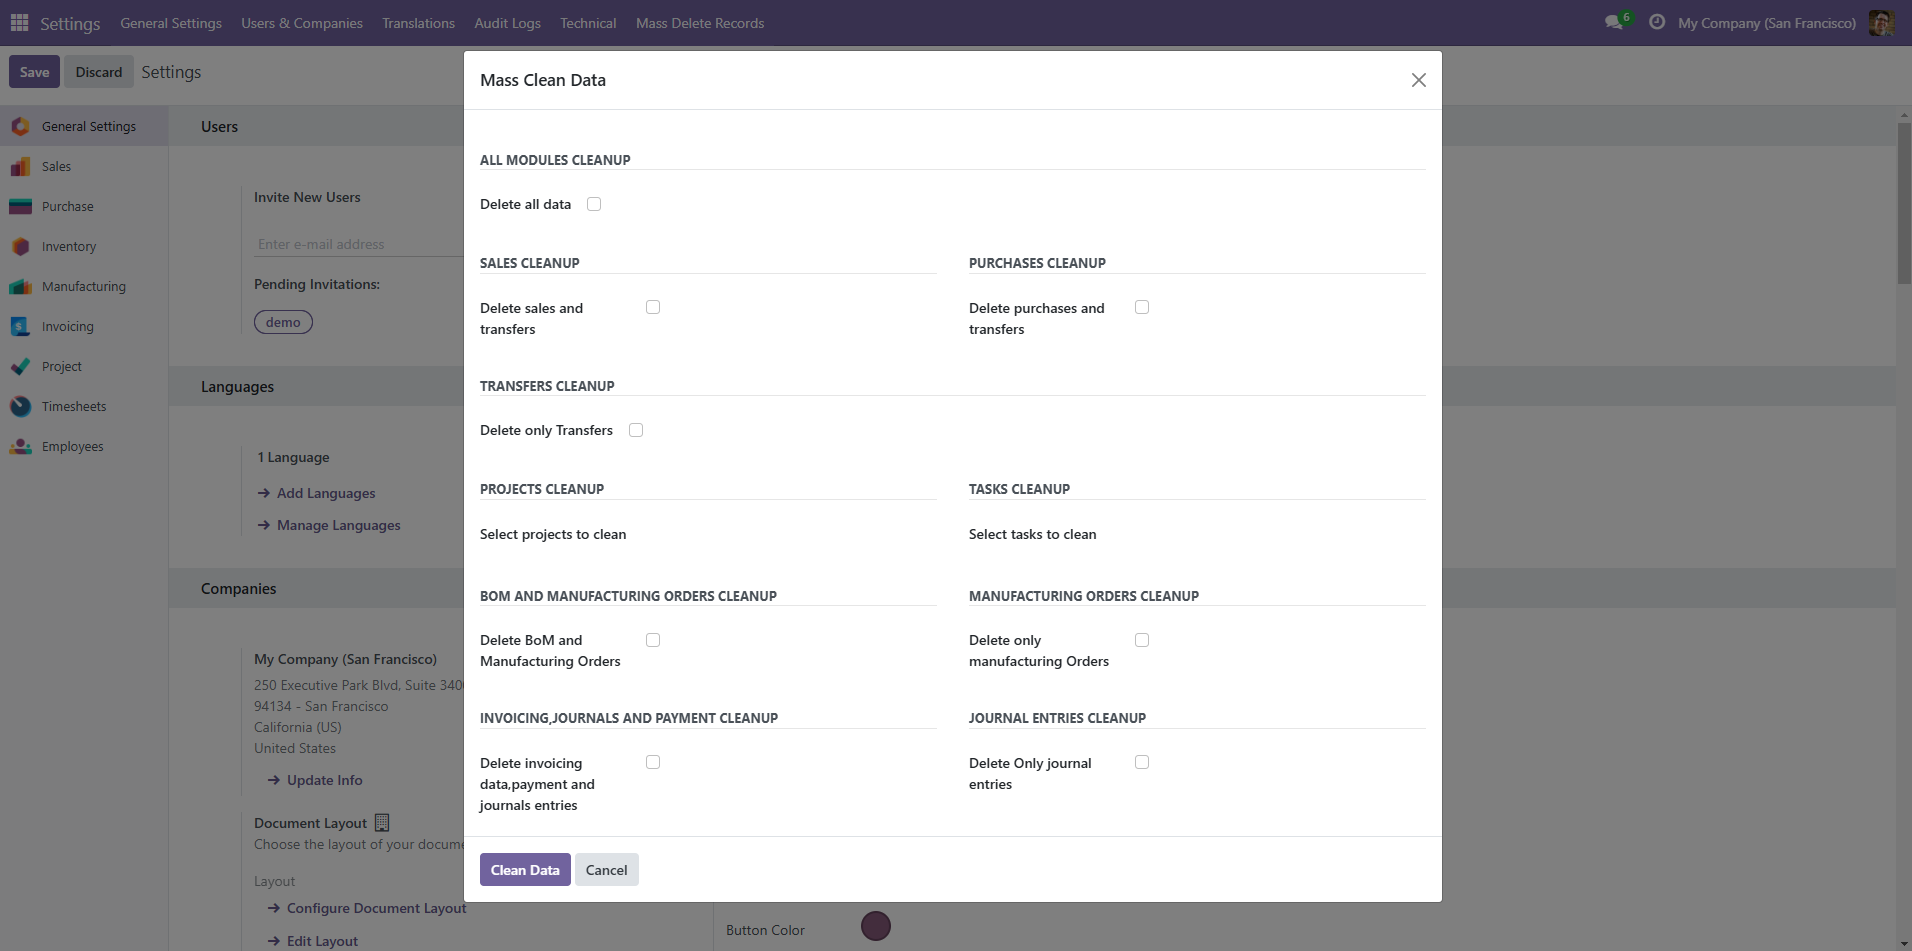 Settings General Settings Users & Companies Translations Audit Logs Technical Mass Delete Records 6 My Company (San Francisco)
Save Discard Settings
General Settings
Sales
Purchase
Inventory
Manufacturing
Invoicing
Project
Timesheets
Employees
Users
Invite New Users
Enter e-mail address
Pending Invitations:
demo
Languages
1 Language
Add Languages
Manage Languages
Companies
My Company (San Francisco)
250 Executive Park Blvd, Suite 340
94134 - San Francisco
California (US)
United States
Update Info
Document Layout
Choose the layout of your docume
Layout
Configure Document Layout
Edit Layout
Button Color
Mass Clean Data
ALL MODULES CLEANUP
Delete all data
SALES CLEANUP
Delete sales and
transfers
PURCHASES CLEANUP
Delete purchases and
transfers
TRANSFERS CLEANUP
Delete only Transfers
PROJECTS CLEANUP
Select projects to clean
TASKS CLEANUP
Select tasks to clean
BOM AND MANUFACTURING ORDERS CLEANUP
Delete BoM and
Manufacturing Orders
MANUFACTURING ORDERS CLEANUP
Delete only
manufacturing Orders
INVOICING,JOURNALS AND PAYMENT CLEANUP
Delete invoicing
data,payment and
journals entries
JOURNAL ENTRIES CLEANUP
Delete Only journal
entries
Clean Data Cancel